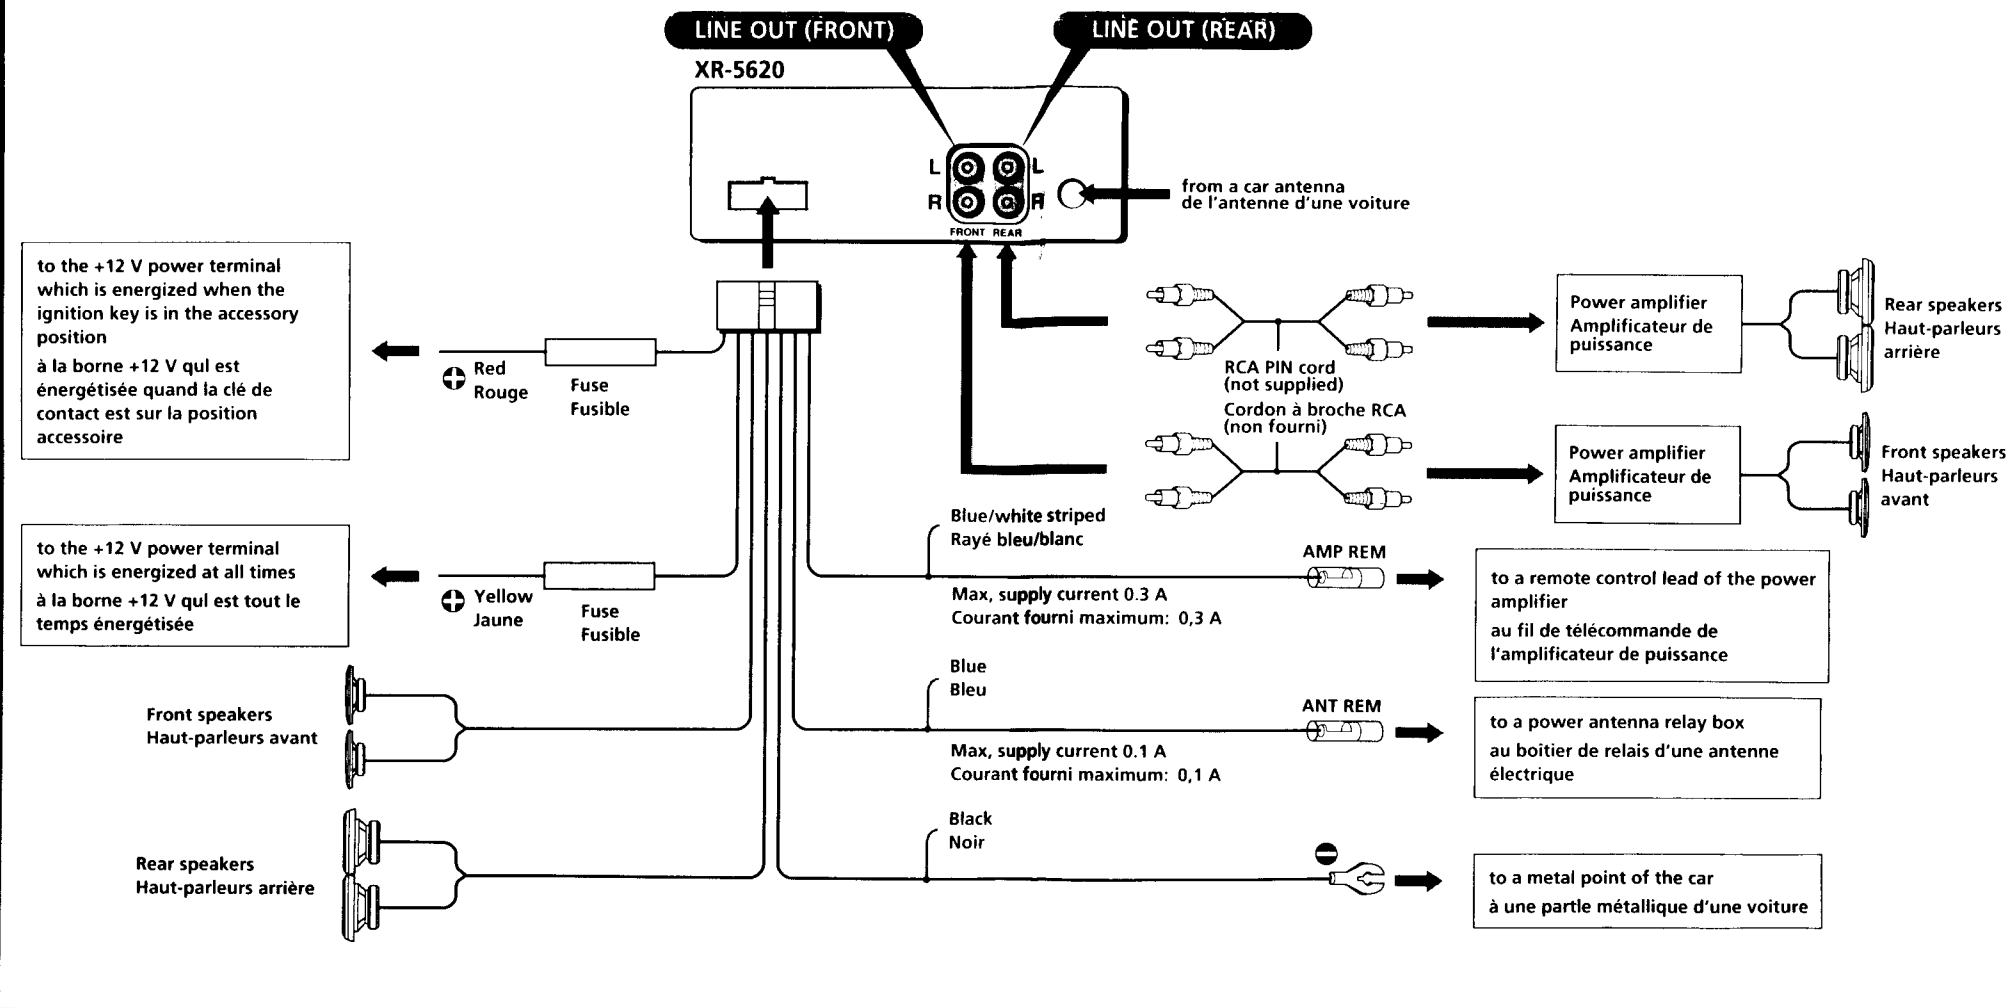 LINE OUT (FRONT)
LINE OUT (REAR)
XR-5620
L
L
R
R
FRONT REAR
from a car antenna
de l'antenne d'une voiture
to the +12 V power terminal
which is energized when the
ignition key is in the accessory
position
à la borne +12 V qui est
énergétisée quand la clé de
contact est sur la position
accessoire
Red
Rouge
Fuse
Fusible
RCA PIN cord
(not supplied)
Cordon à broche RCA
(non fourni)
Power amplifier
Amplificateur de
puissance
Rear speakers
Haut-parleurs
arrière
Power amplifier
Amplificateur de
puissance
Front speakers
Haut-parleurs
avant
to the +12 V power terminal
which is energized at all times
à la borne +12 V qui est tout le
temps énergétisée
Yellow
Jaune
Fuse
Fusible
Blue/white striped
Rayé bleu/blanc
Max, supply current 0.3 A
Courant fourni maximum: 0,3 A
AMP REM
to a remote control lead of the power
amplifier
au fil de télécommande de
l'amplificateur de puissance
Front speakers
Haut-parleurs avant
Blue
Bleu
Max, supply current 0.1 A
Courant fourni maximum: 0,1 A
ANT REM
to a power antenna relay box
au boîtier de relais d'une antenne
électrique
Rear speakers
Haut-parleurs arrière
Black
Noir
to a metal point of the car
à une partie métallique d'une voiture